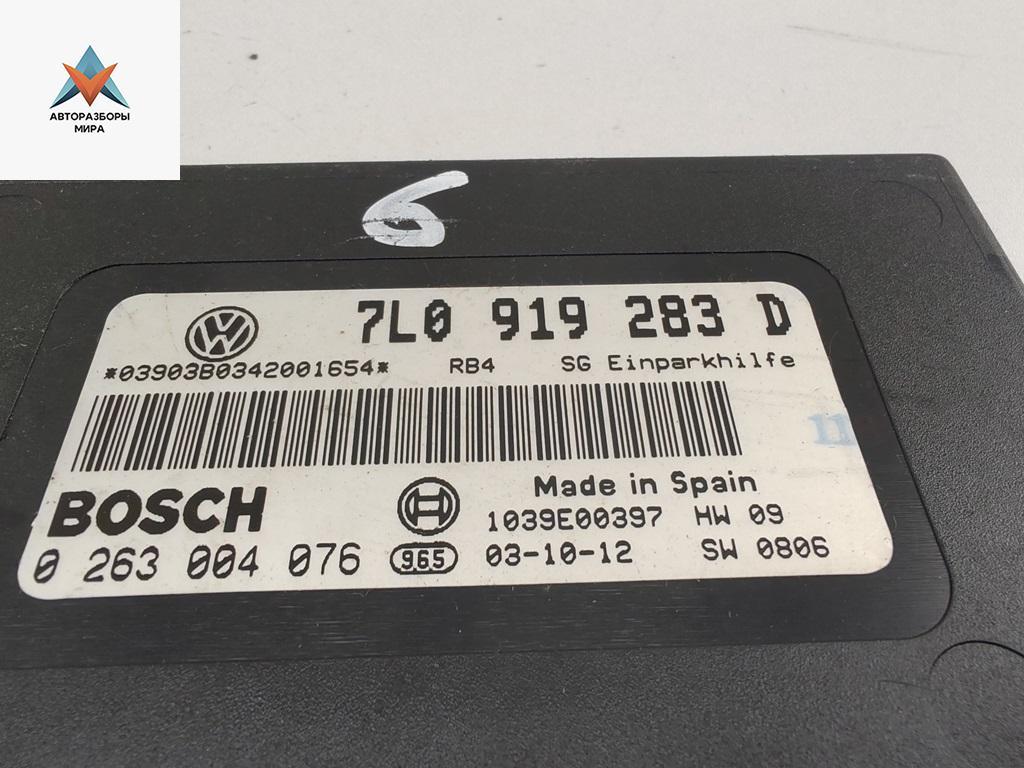 АВТОРАЗБОРЫ
МИРА
6
7L0 919 283 D
*03903B0342001654* RB4 SG Einparkhilfe
11
Made in Spain
BOSCH
1039E00397 HW 09
0 263 004 076 965 03-10-12 SW 0806